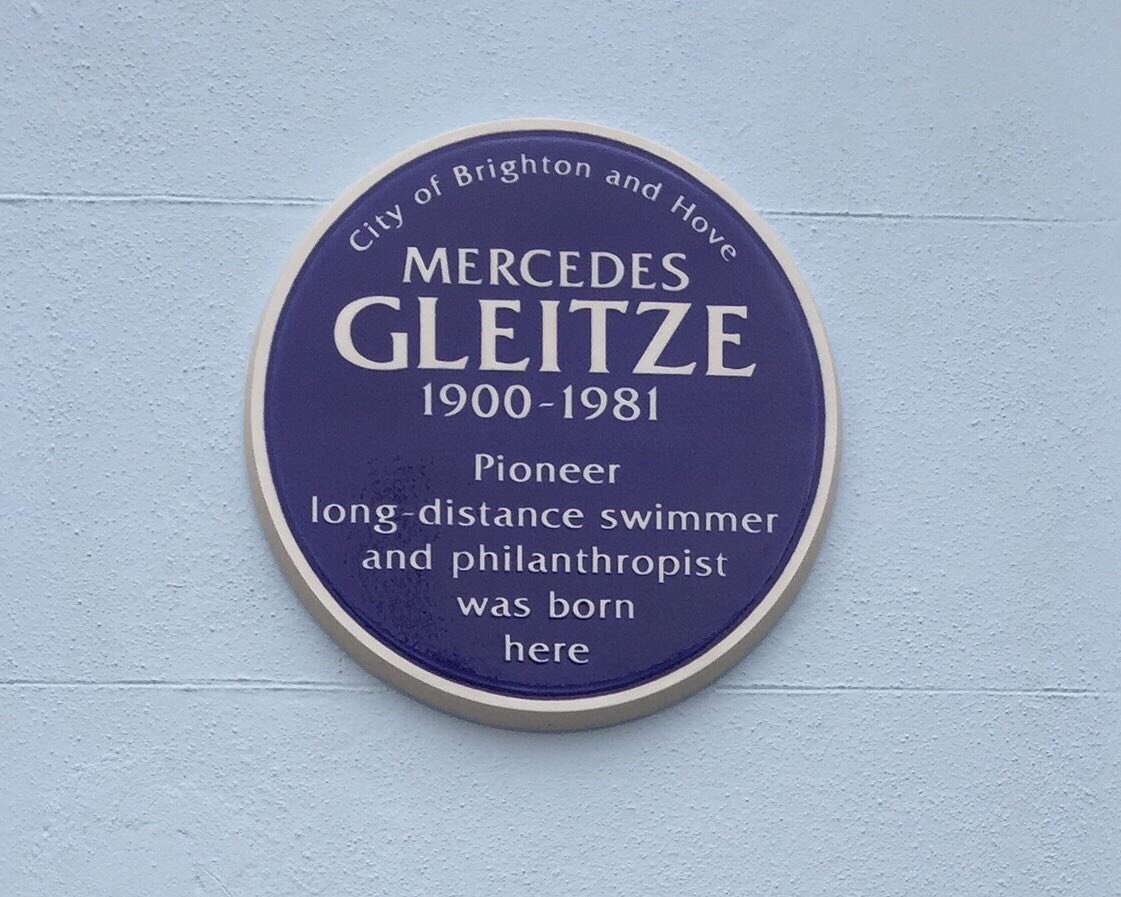 City of Brighton and Hove
MERCEDES
GLEITZE
1900-1981
Pioneer
long-distance swimmer
and philanthropist
was born
here